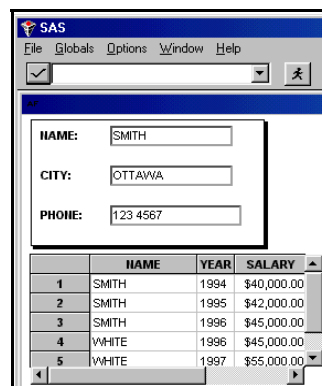 SAS
File Globals Options Window Help
NAME: SMITH
CITY: OTTAWA
PHONE: 123 4567
NAME YEAR SALARY
1 SMITH 1994 $40,000.00
2 SMITH 1995 $42,000.00
3 SMITH 1996 $45,000.00
4 WHITE 1996 $45,000.00
5 WHITE 1997 $55,000.00